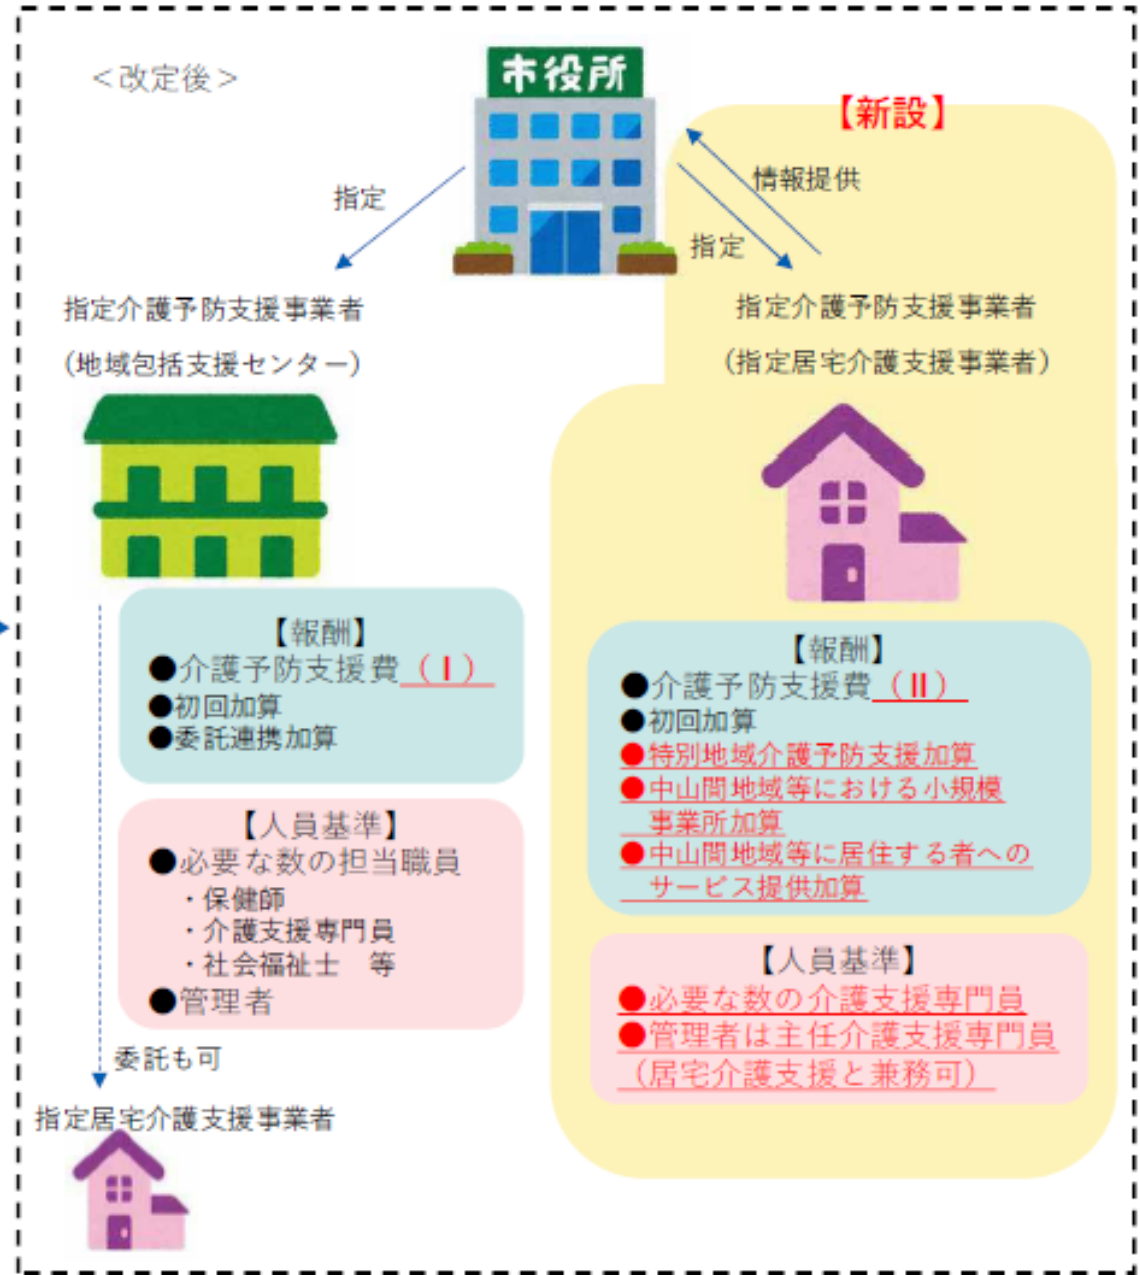 ＜改定後＞
市役所
【新設】
指定
情報提供
指定
指定介護予防支援事業者
（地域包括支援センター）
【報酬】
●介護予防支援費（Ⅰ）
●初回加算
●委託連携加算
【人員基準】
●必要な数の担当職員
・保健師
・介護支援専門員
・社会福祉士　等
●管理者
委託も可
指定居宅介護支援事業者
指定介護予防支援事業者
（指定居宅介護支援事業者）
【報酬】
●介護予防支援費（Ⅱ）
●初回加算
●特別地域介護予防支援加算
●中山間地域等における小規模
事業所加算
●中山間地域等に居住する者への
サービス提供加算
【人員基準】
●必要な数の介護支援専門員
●管理者は主任介護支援専門員
（居宅介護支援と兼務可）